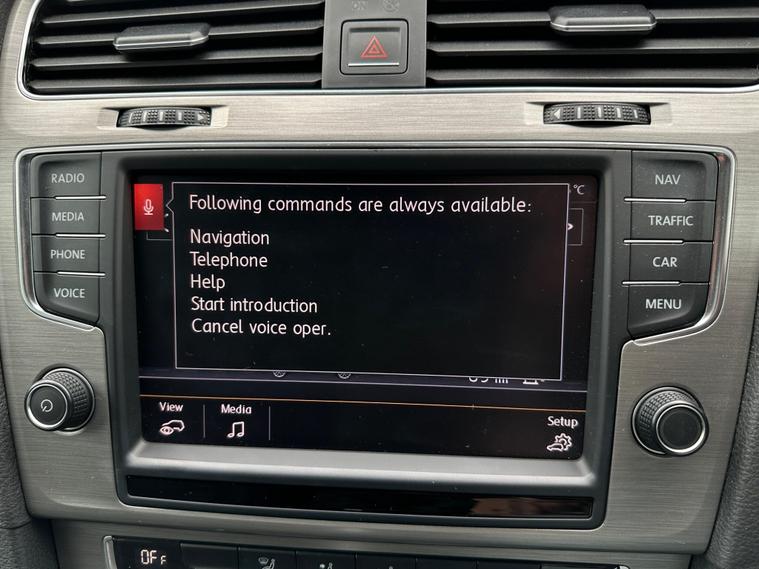 RADIO
MEDIA
PHONE
VOICE
Following commands are always available:
Navigation
Telephone
Help
Start introduction
Cancel voice oper.
°C
View
Media
Setup
NAV
TRAFFIC
CAR
MENU
OFF